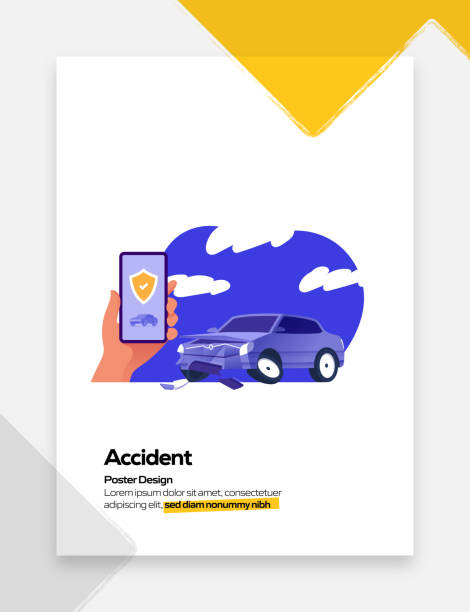 Accident
Poster Design
Lorem ipsum dolor sit amet, consectetuer
adipiscing elit, sed diam nonummy nibh